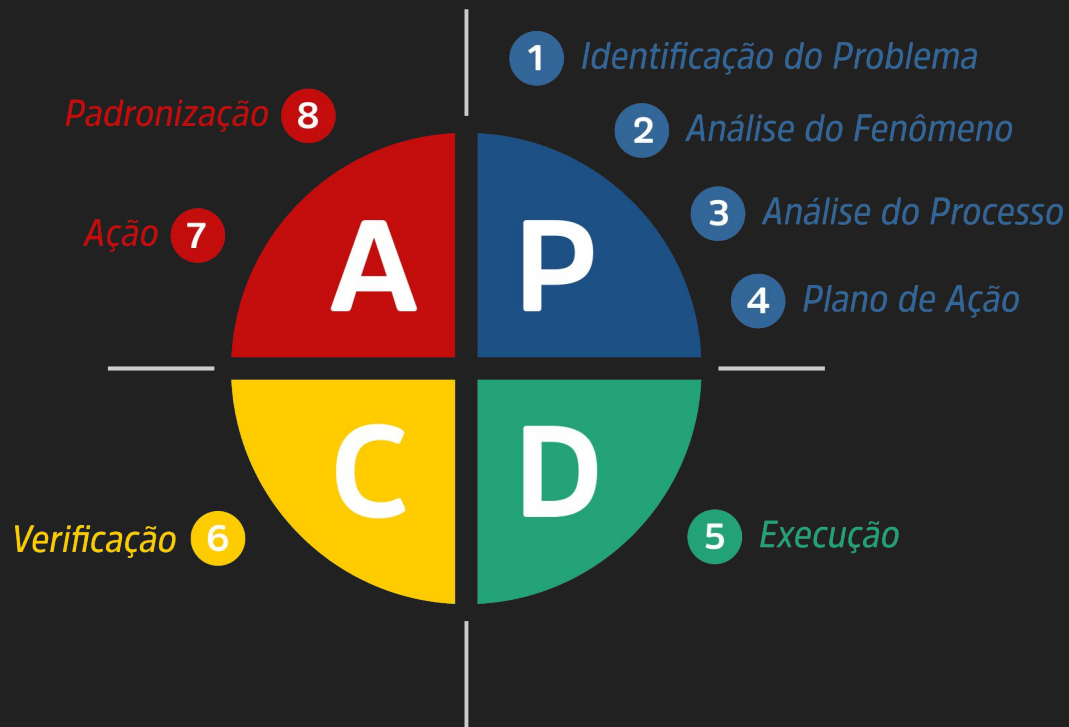 1 Identificação do Problema
2 Análise do Fenômeno
3 Análise do Processo
4 Plano de Ação
Padronização 8
Ação 7
A P
C D
Verificação 6
5 Execução